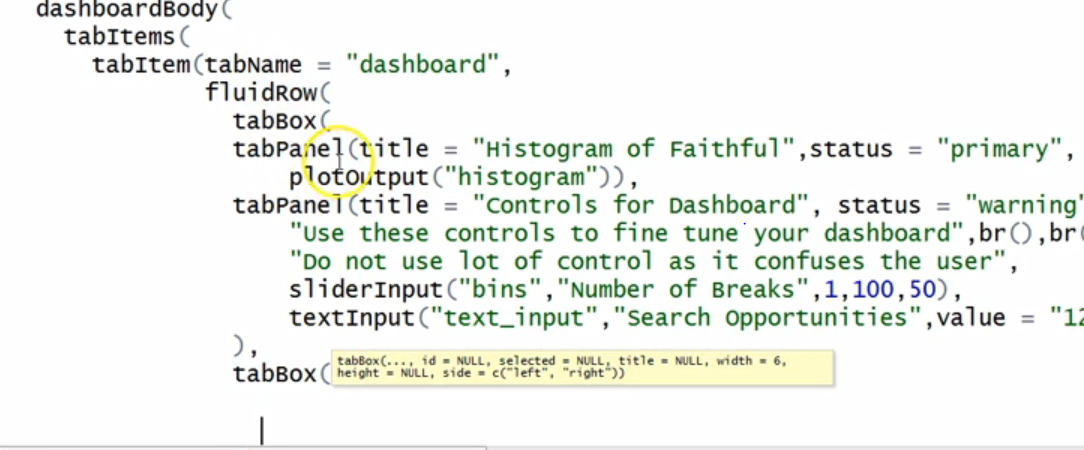 dashboardBody(
tabItems(
tabItem(tabName = "dashboard",
fluidRow(
tabBox(
tabPanel(title = "Histogram of Faithful",status = "primary",
plotOutput("histogram")),
tabPanel(title = "Controls for Dashboard", status = "warning"
"Use these controls to fine tune your dashboard",br(),br(
"Do not use lot of control as it confuses the user",
sliderInput("bins","Number of Breaks",1,100,50),
textInput("text_input","Search Opportunities",value = "12
),
tabBox(
tabBox(..., id = NULL, selected = NULL, title = NULL, width = 6,
height = NULL, side = c("left", "right"))